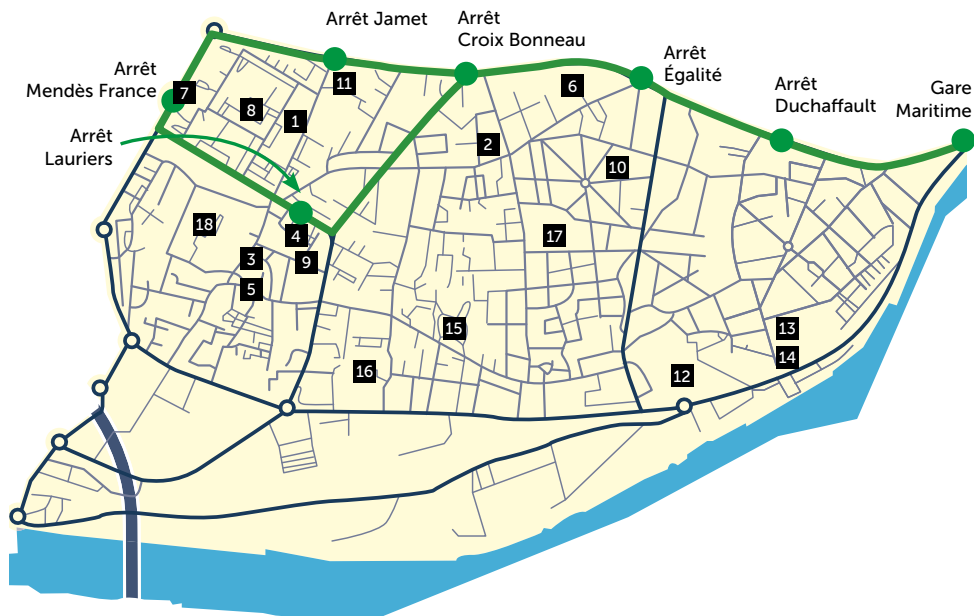 Arrêt Jamet
Arrêt
Croix Bonneau
Arrêt
Égalité
Arrêt
Mendès France
Arrêt
Duchaffault
Gare
Maritime
Arrêt
Lauriers
7
8
1
11
6
2
10
18
4
3
9
5
17
15
16
13
14
12